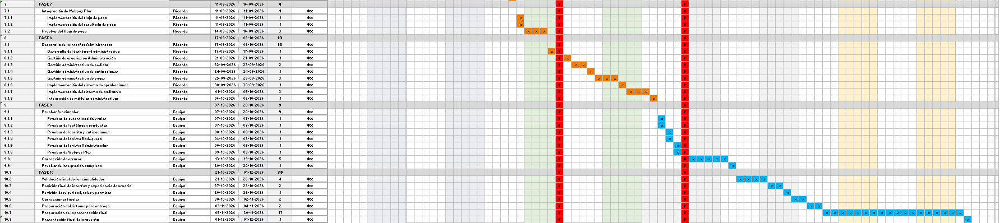 7 FASE 7 11-09-2026 16-09-2026 4 F F
7.1 Integración de Webpay Plus Ricardo 11-09-2026 11-09-2026 1 0% F F
7.1.1 Implementación del flujo de pago Ricardo 11-09-2026 11-09-2026 1 0% x F F
7.1.2 Implementación del resultado de pago Ricardo 11-09-2026 11-09-2026 1 0% x F F
7.2 Pruebas del flujo de pago Ricardo 14-09-2026 16-09-2026 3 0% x x x F F
8 FASE 8 17-09-2026 06-10-2026 13 F F
8.1 Desarrollo de la interfaz Administrador Ricardo 17-09-2026 06-10-2026 13 0% F F
8.1.1 Desarrollo del dashboard administrativo Ricardo 17-09-2026 17-09-2026 1 0% x F F
8.1.2 Gestión de usuarios en Administración Ricardo 21-09-2026 21-09-2026 1 0% F x F
8.1.3 Gestión administrativa de pedidos Ricardo 22-09-2026 23-09-2026 2 0% F x x F
8.1.4 Gestión administrativa de cotizaciones Ricardo 24-09-2026 24-09-2026 1 0% F x F
8.1.5 Gestión administrativa de pagos Ricardo 25-09-2026 29-09-2026 3 0% F x x x F
8.1.6 Implementación del sistema de aprobaciones Ricardo 30-09-2026 30-09-2026 1 0% F x F
8.1.7 Implementación del sistema de auditoría Ricardo 01-10-2026 05-10-2026 3 0% F x x x F
8.1.8 Integración de módulos administrativos Ricardo 06-10-2026 06-10-2026 1 0% F x F
9 FASE 9 07-10-2026 20-10-2026 9 F F
9.1 Pruebas funcionales Equipo 07-10-2026 20-10-2026 9 0% F F
9.1.1 Pruebas de autenticación y roles Equipo 07-10-2026 07-10-2026 1 0% F x F
9.1.2 Pruebas del catálogo y productos Equipo 07-10-2026 07-10-2026 1 0% F x F
9.1.3 Pruebas del carrito y cotizaciones Equipo 08-10-2026 08-10-2026 1 0% F x F
9.1.4 Pruebas de la vista Bodeguero Equipo 08-10-2026 08-10-2026 1 0% F x F
9.1.5 Pruebas de la vista Administrador Equipo 09-10-2026 09-10-2026 1 0% F x F
9.1.6 Pruebas de Webpay Plus Equipo 09-10-2026 09-10-2026 1 0% F x F
9.8 Corrección de errores Equipo 13-10-2026 19-10-2026 5 0% F F x x x x x
9.9 Pruebas de integración completa Equipo 20-10-2026 20-10-2026 1 0% F F x
10.1 FASE 10 21-10-2026 01-12-2026 39 F F
10.2 Validación final de funcionalidades Equipo 21-10-2026 26-10-2026 4 0% F F x x x x
10.3 Revisión final de interfaz y experiencia de usuario Equipo 27-10-2026 28-10-2026 2 0% F F x x
10.4 Revisión de seguridad, roles y permisos Equipo 29-10-2026 29-10-2026 1 0% F F x
10.5 Correcciones finales Equipo 30-10-2026 02-11-2026 2 0% F F x x
10.6 Preparación del sistema para entrega Equipo 03-11-2026 04-11-2026 2 0% F F x x
10.7 Preparación de la presentación final Equipo 05-11-2026 30-11-2026 17 0% F F x x x x x x x x x x x x x x x x x x
10,8 Presentación final del proyecto Equipo 01-12-2026 01-12-2026 1 0% F F x